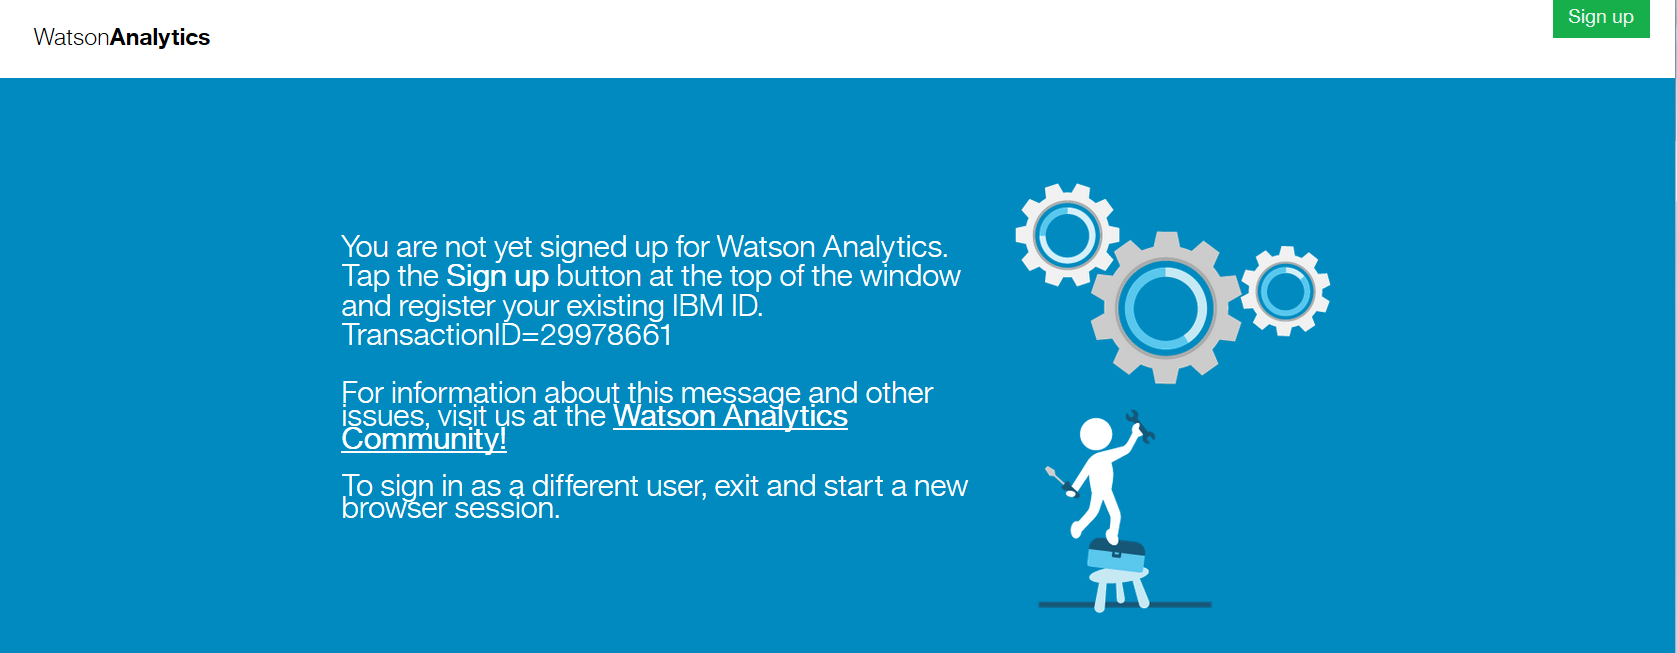 WatsonAnalytics
Sign up
You are not yet signed up for Watson Analytics.
Tap the Sign up button at the top of the window
and register your existing IBM ID.
TransactionID=29978661
For information about this message and other
issues, visit us at the Watson Analytics
Community!
To sign in as a different user, exit and start a new
browser session.